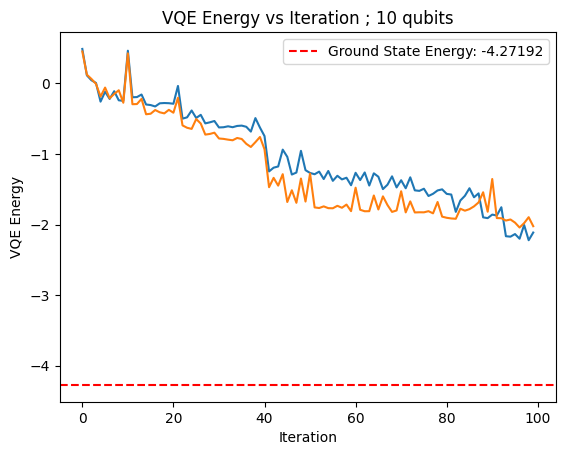 VQE Energy vs Iteration ; 10 qubits
Ground State Energy: -4.27192
VQE Energy
0
−1
−2
−3
−4
0 20 40 60 80 100
Iteration